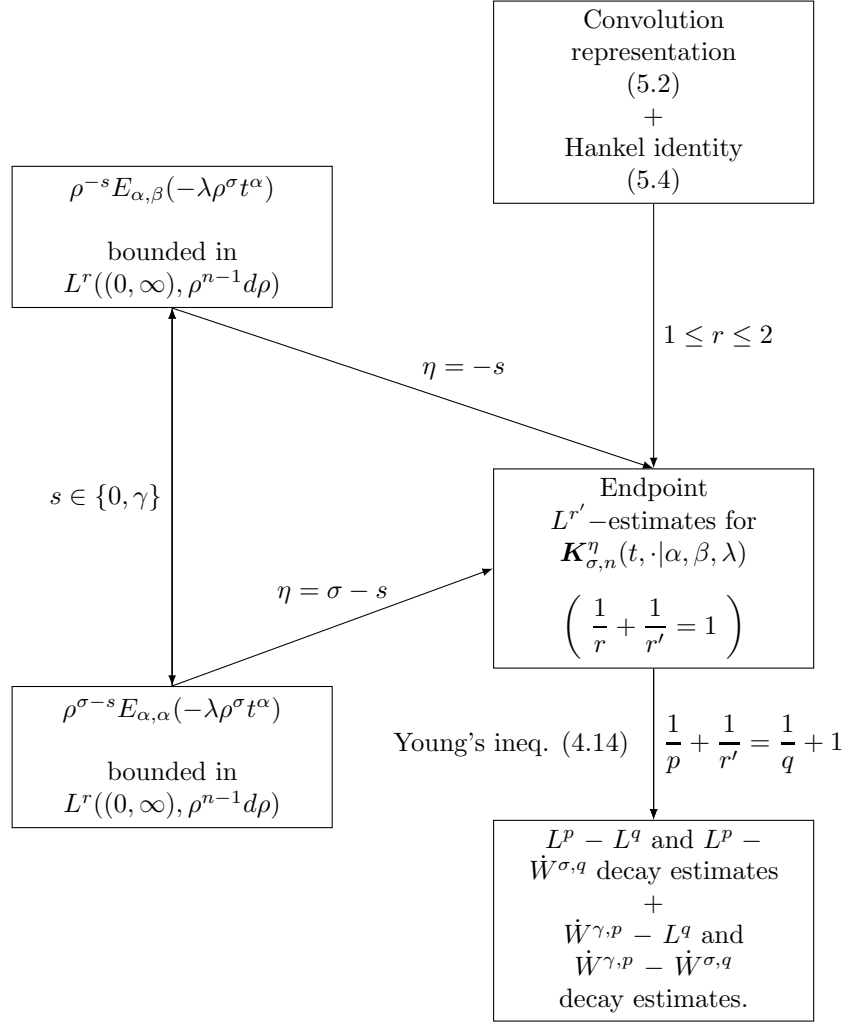 Convolution
representation
(5.2)
+
Hankel identity
(5.4)
ρ^{−s}E_{α,β}(−λρ^σ t^α)
bounded in
L^r((0, ∞), ρ^{n−1}dρ)
1 ≤ r ≤ 2
η = −s
s ∈ {0, γ}
Endpoint
L^{r′}−estimates for
𝑲^η_{σ,n}(t, ·|α, β, λ)
( 1/r + 1/r′ = 1 )
η = σ − s
ρ^{σ−s}E_{α,α}(−λρ^σ t^α)
bounded in
L^r((0, ∞), ρ^{n−1}dρ)
Young's ineq. (4.14)
1/p + 1/r′ = 1/q + 1
L^p − L^q and L^p −
Ẇ^{σ,q} decay estimates
+
Ẇ^{γ,p} − L^q and
Ẇ^{γ,p} − Ẇ^{σ,q}
decay estimates.